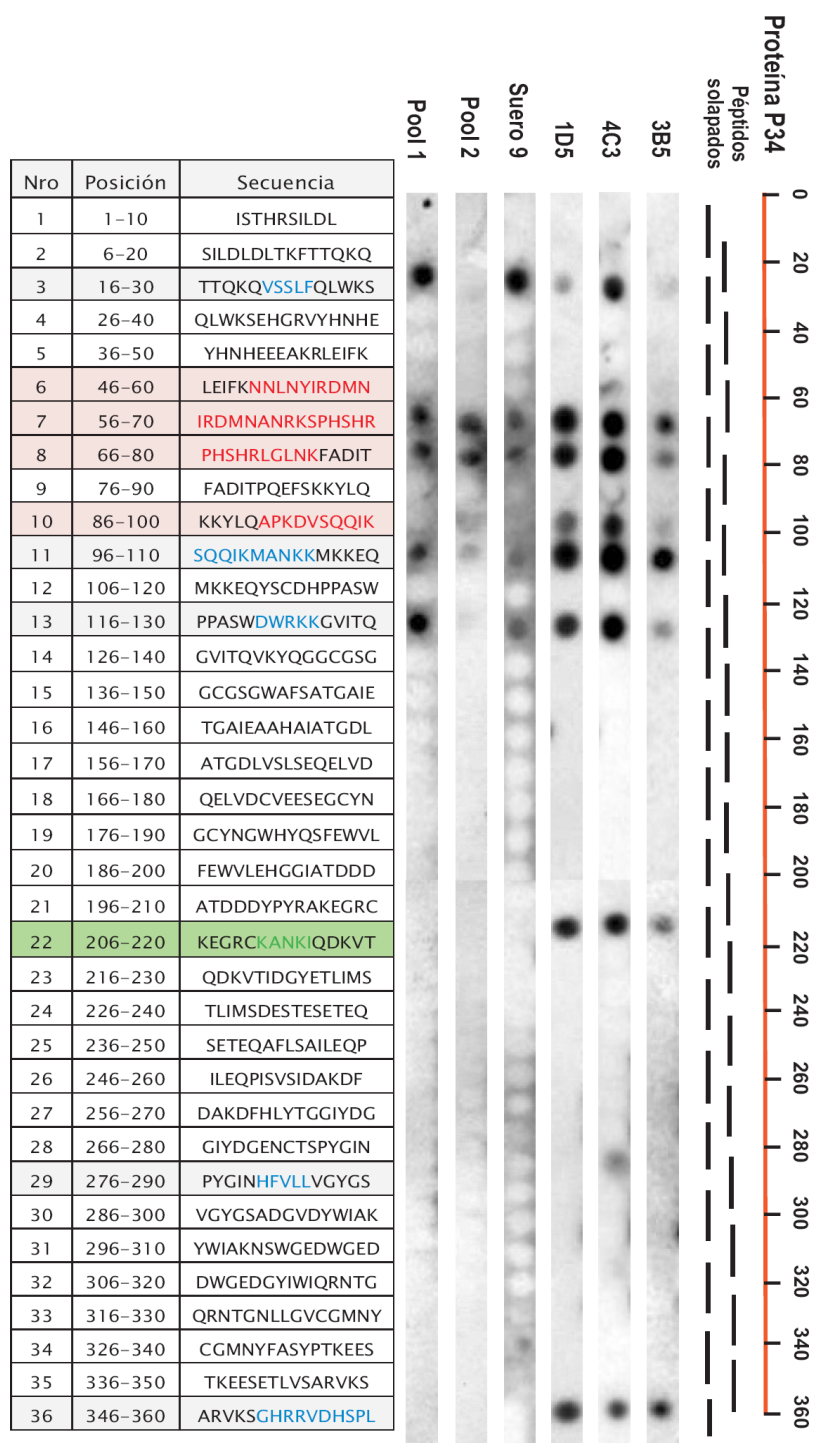 Proteína P34
Péptidos
solapados
Pool 1
Pool 2
Suero 9
1D5
4C3
3B5
Nro Posición Secuencia
1 1-10 ISTHRSILDL
2 6-20 SILDLDLTKFTTQKQ
3 16-30 TTQKQVSSLFQLWKS
4 26-40 QLWKSEHGRVYHNHE
5 36-50 YHNHEEEAKRLEIFK
6 46-60 LEIFKNNLNYIRDMN
7 56-70 IRDMNANRKSPHSHR
8 66-80 PHSHRLGLNKFADIT
9 76-90 FADITPQEFSKKYLQ
10 86-100 KKYLQAPKDVSQQIK
11 96-110 SQQIKMANKKMKKEQ
12 106-120 MKKEQYSCDHPPASW
13 116-130 PPASWDWRKKGVITQ
14 126-140 GVITQVKYQGGCGSG
15 136-150 GCGSGWAFSATGAIE
16 146-160 TGAIEAAHAIATGDL
17 156-170 ATGDLVSLSEQELVD
18 166-180 QELVDCVEESEGCYN
19 176-190 GCYNGWHYQSFEWVL
20 186-200 FEWVLEHGGIATDDD
21 196-210 ATDDDYPYRAKEGRC
22 206-220 KEGRCKANKIQDKVT
23 216-230 QDKVTIDGYETLIMS
24 226-240 TLIMSDESTESETEQ
25 236-250 SETEQAFLSAILEQP
26 246-260 ILEQPISVSIDAKDF
27 256-270 DAKDFHLYTGGIYDG
28 266-280 GIYDGENCTSPYGIN
29 276-290 PYGINHFVLLVGYGS
30 286-300 VGYGSADGVDYWIAK
31 296-310 YWIAKNSWGEDWGED
32 306-320 DWGEDGYIWIQRNTG
33 316-330 QRNTGNLLGVCGMNY
34 326-340 CGMNYFASYPTKEES
35 336-350 TKEESETLVSARVKS
36 346-360 ARVKSGHRRVDHSPL
0
20
40
60
80
100
120
140
160
180
200
220
240
260
280
300
320
340
360